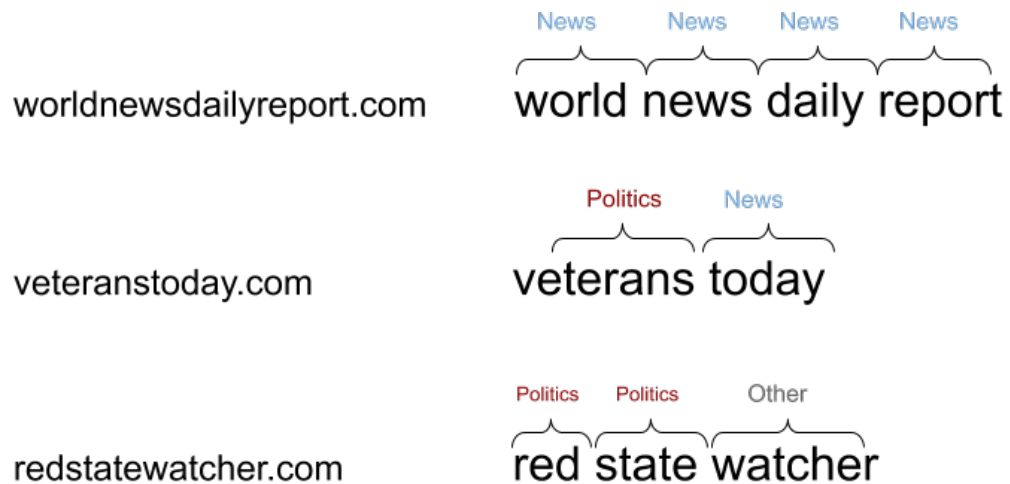 News News News News
worldnewsdailyreport.com world news daily report
Politics News
veteranstoday.com veterans today
Politics Politics Other
redstatewatcher.com red state watcher